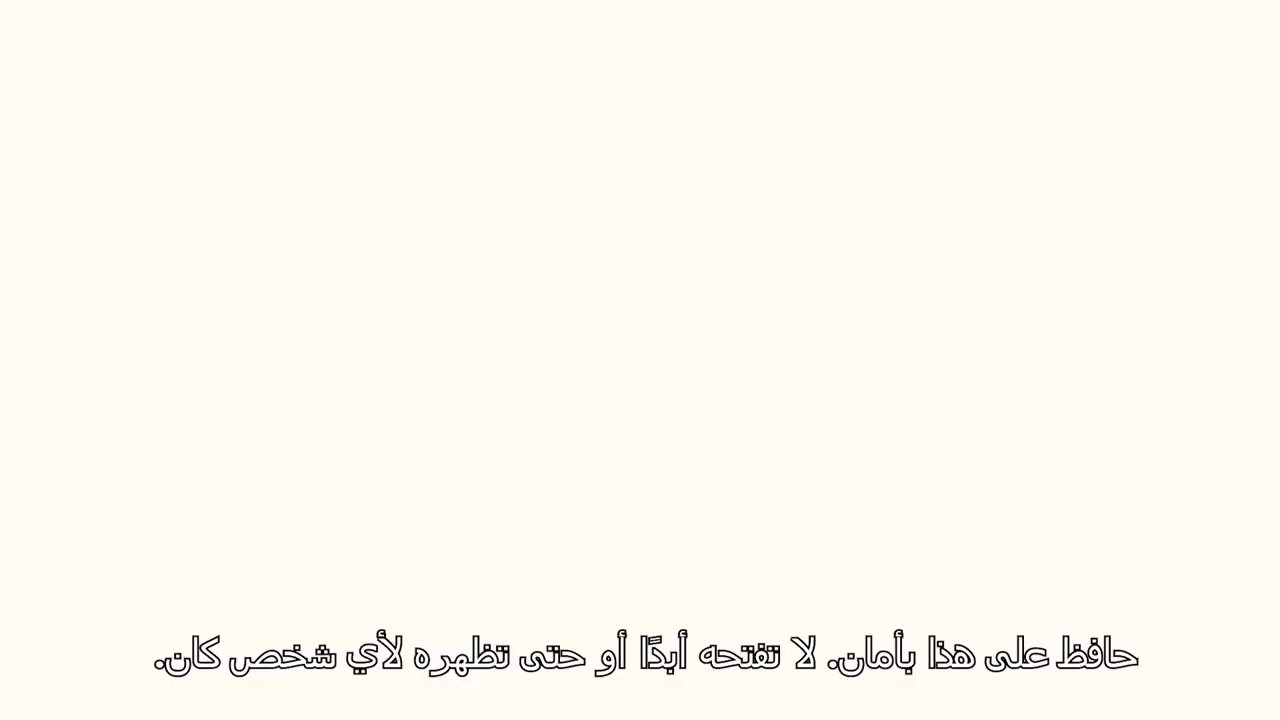 حافظ على هذا بأمان. لا تفتحه أبدًا أو حتى تظهره لأي شخص كان.